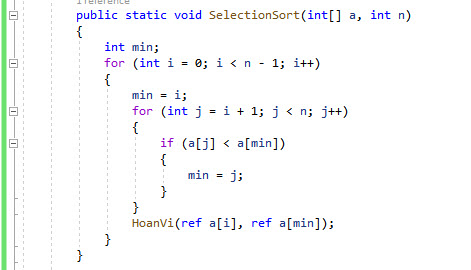 1 reference
public static void SelectionSort(int[] a, int n)
{
int min;
for (int i = 0; i < n - 1; i++)
{
min = i;
for (int j = i + 1; j < n; j++)
{
if (a[j] < a[min])
{
min = j;
}
}
HoanVi(ref a[i], ref a[min]);
}
}